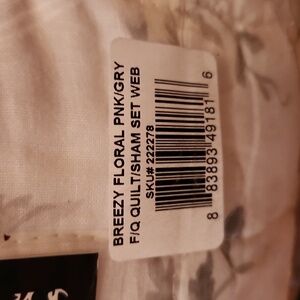 BREEZY FLORAL PNK/GRY
F/Q QUILT/SHAM SET WEB
SKU# 222278
8 83893 49181 6